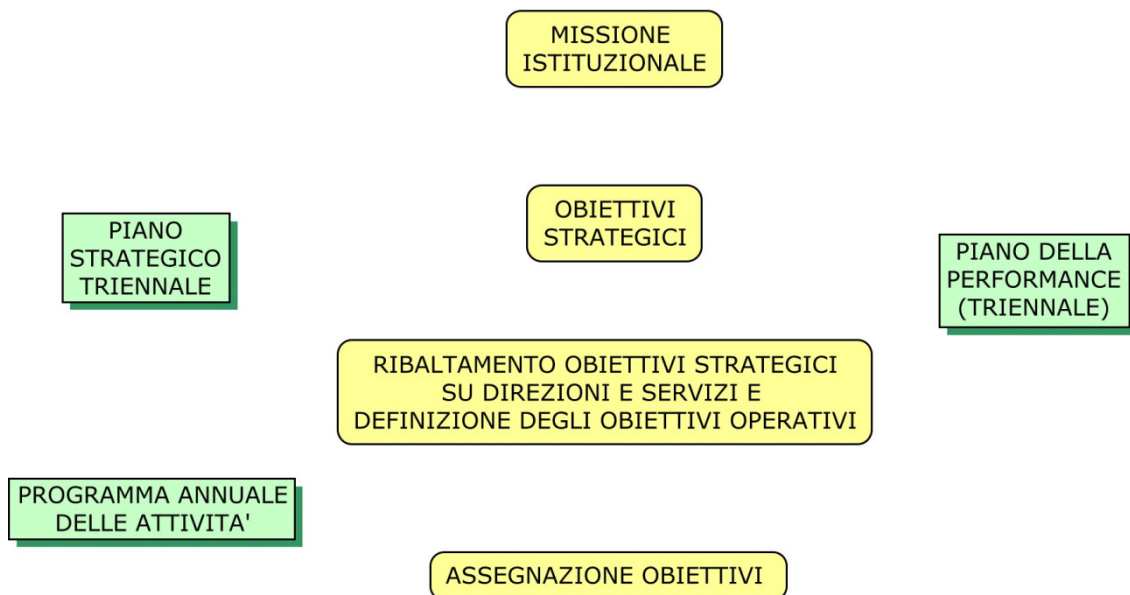 MISSIONE
ISTITUZIONALE
OBIETTIVI
STRATEGICI
PIANO
STRATEGICO
TRIENNALE
PIANO DELLA
PERFORMANCE
(TRIENNALE)
RIBALTAMENTO OBIETTIVI STRATEGICI
SU DIREZIONI E SERVIZI E
DEFINIZIONE DEGLI OBIETTIVI OPERATIVI
PROGRAMMA ANNUALE
DELLE ATTIVITA'
ASSEGNAZIONE OBIETTIVI